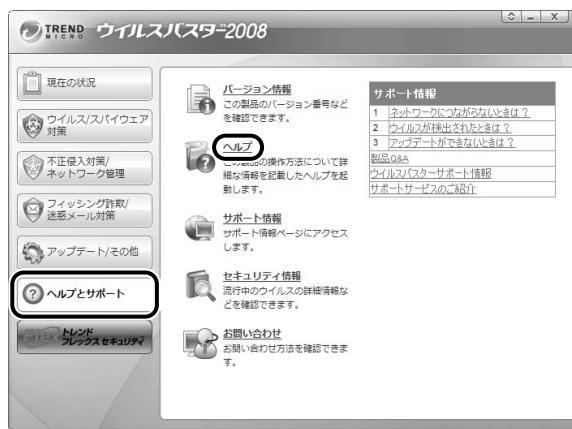 TREND MICRO ウイルスバスター™2008
現在の状況
ウイルス/スパイウェア
対策
不正侵入対策/
ネットワーク管理
フィッシング詐欺/
迷惑メール対策
アップデート/その他
ヘルプとサポート
トレンド
フレックス セキュリティ
バージョン情報
この製品のバージョン番号など
を確認できます。
ヘルプ
この製品の操作方法について詳
細な情報を記載したヘルプを起
動します。
サポート情報
サポート情報ページにアクセス
します。
セキュリティ情報
流行中のウイルスの詳細情報な
どを確認できます。
お問い合わせ
お問い合わせ方法を確認できま
す。
サポート情報
1 ネットワークにつながらないときは?
2 ウイルスが検出されたときは?
3 アップデートができないときは?
製品Q&A
ウイルスバスターサポート情報
サポートサービスのご紹介